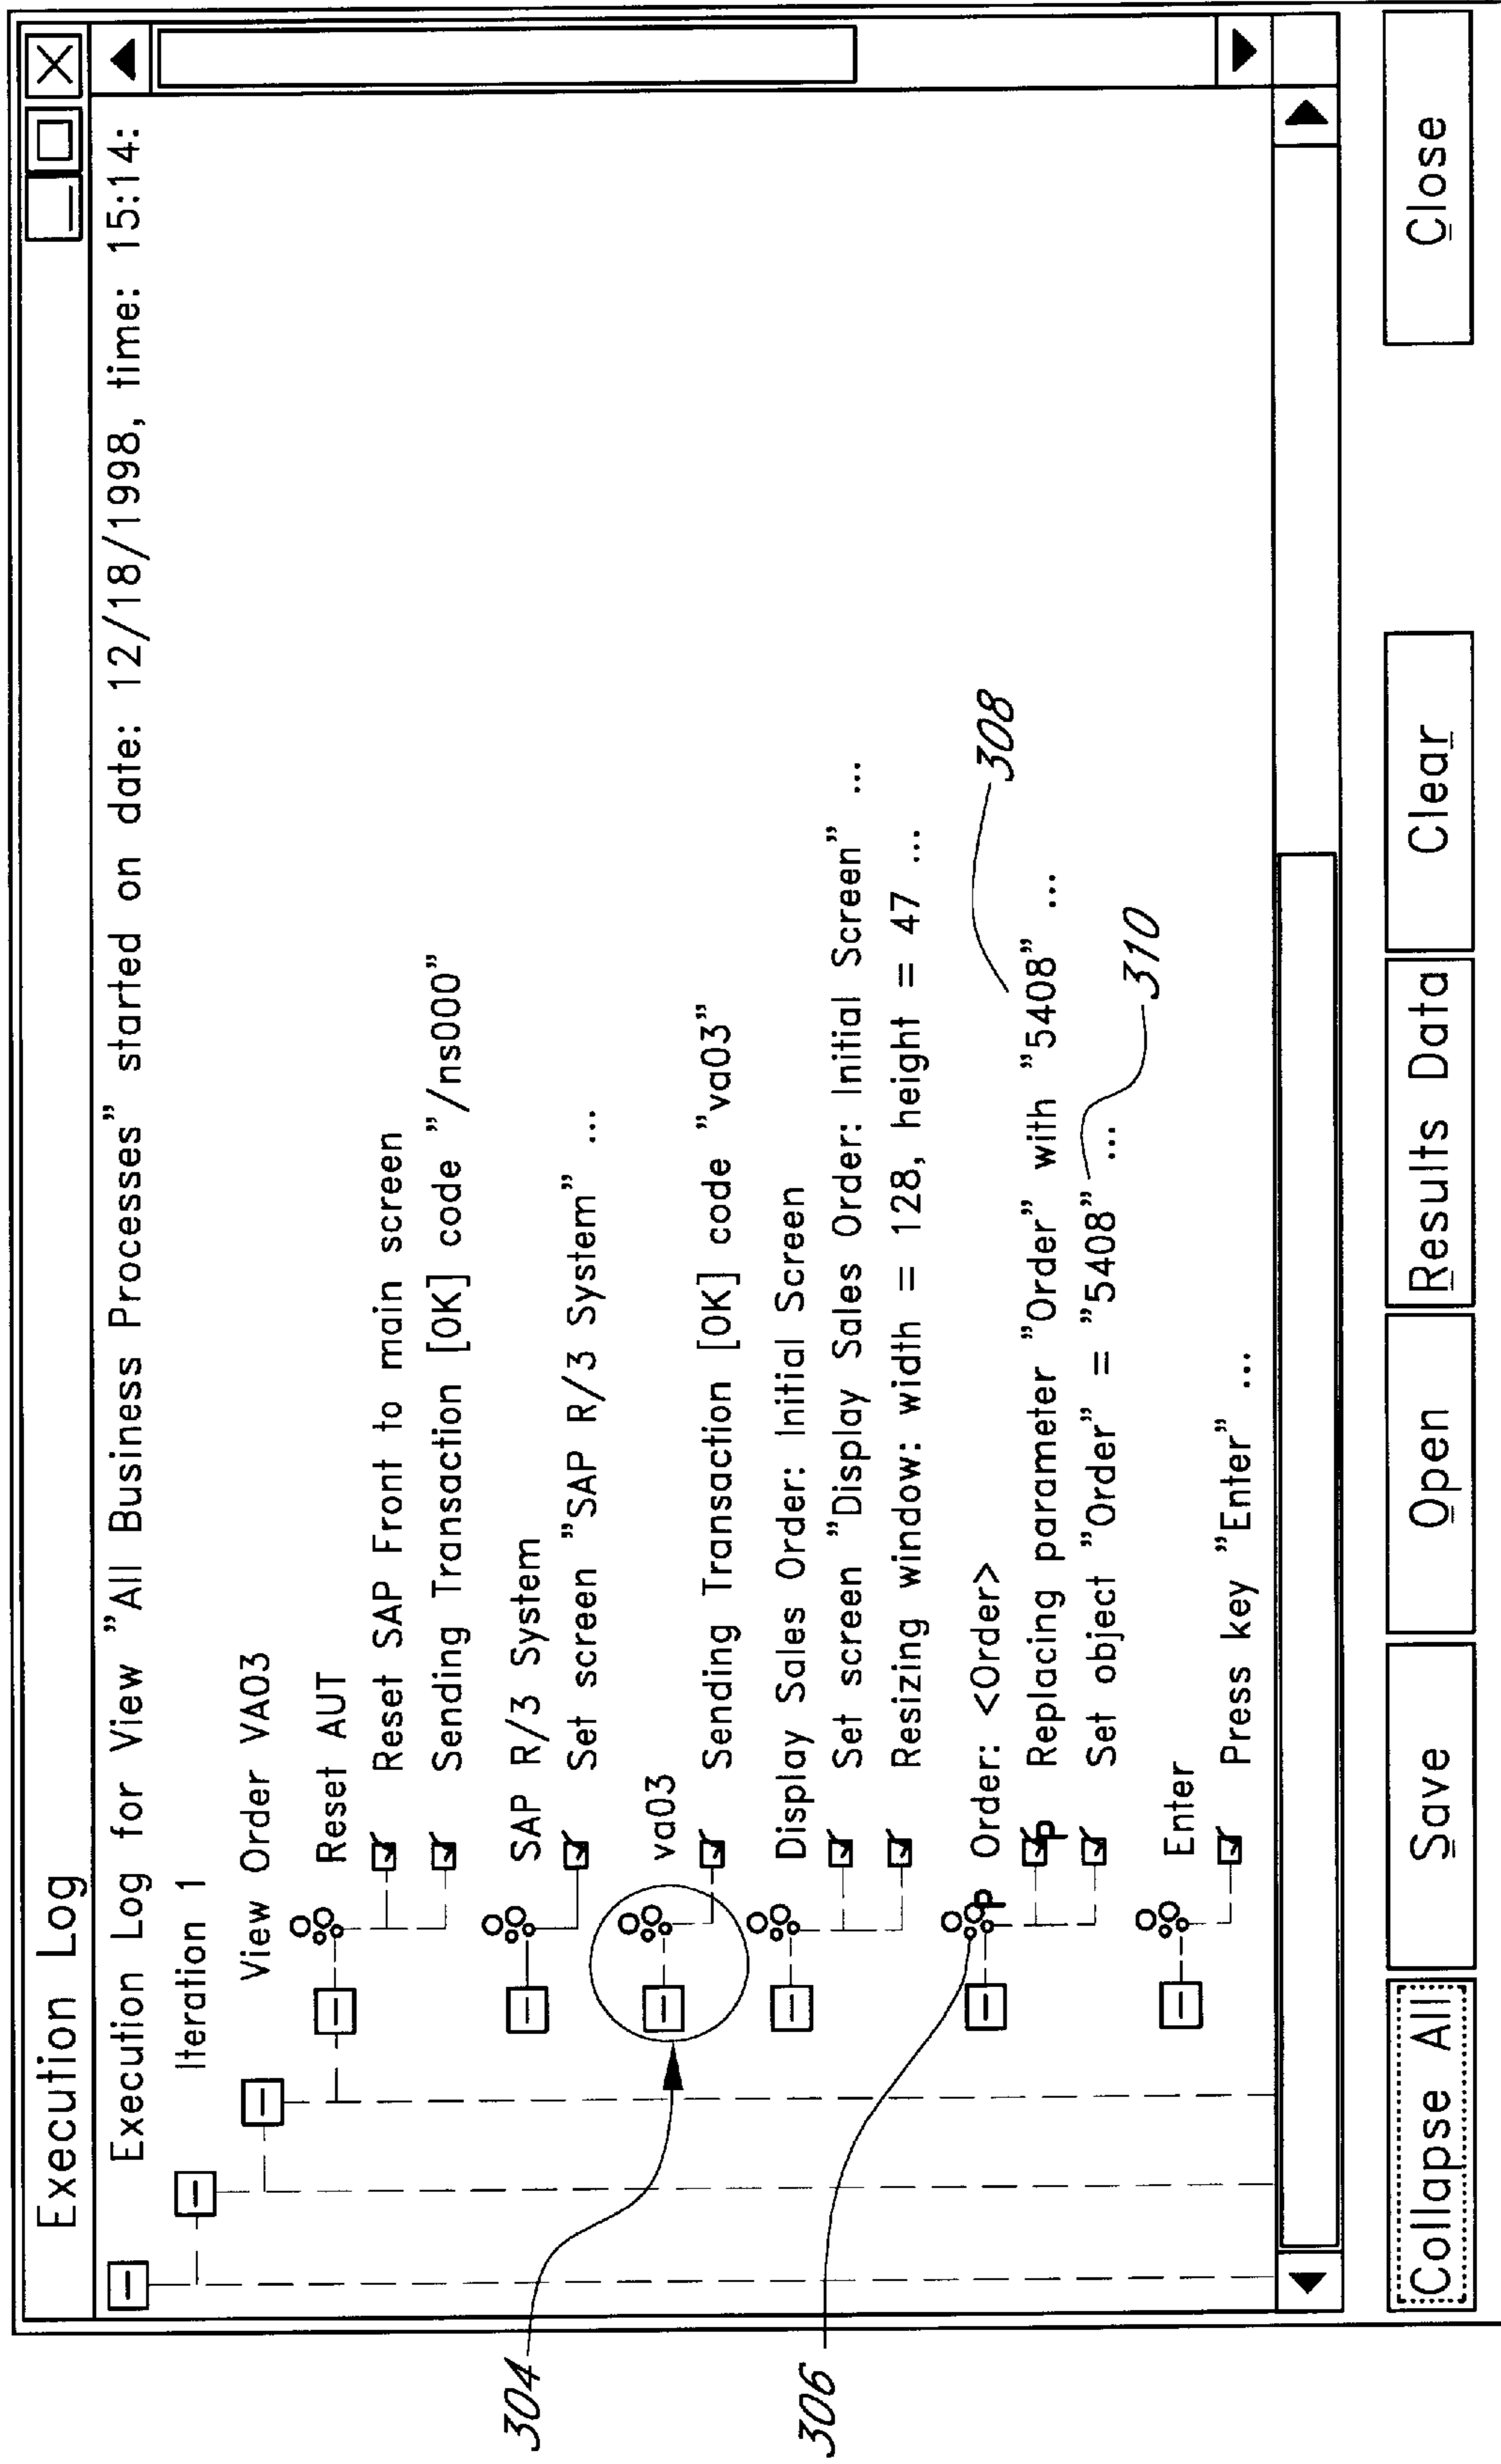 Execution Log
Execution Log for View "All Business Processes" started on date: 12/18/1998, time: 15:14:
Iteration 1
View Order VA03
Reset AUT
Reset SAP Front to main screen
Sending Transaction [OK] code "/ns000"
SAP R/3 System
Set screen "SAP R/3 System" ...
va03
Sending Transaction [OK] code "va03"
Display Sales Order: Initial Screen
Set screen "Display Sales Order: Initial Screen" ...
Resizing window: width = 128, height = 47 ...
P Order: <Order>
P Replacing parameter "Order" with "5408" ...
Set object "Order" = "5408" ...
Enter
Press key "Enter" ...
304
306
308
310
Collapse All
Save
Open
Results Data
Clear
Close